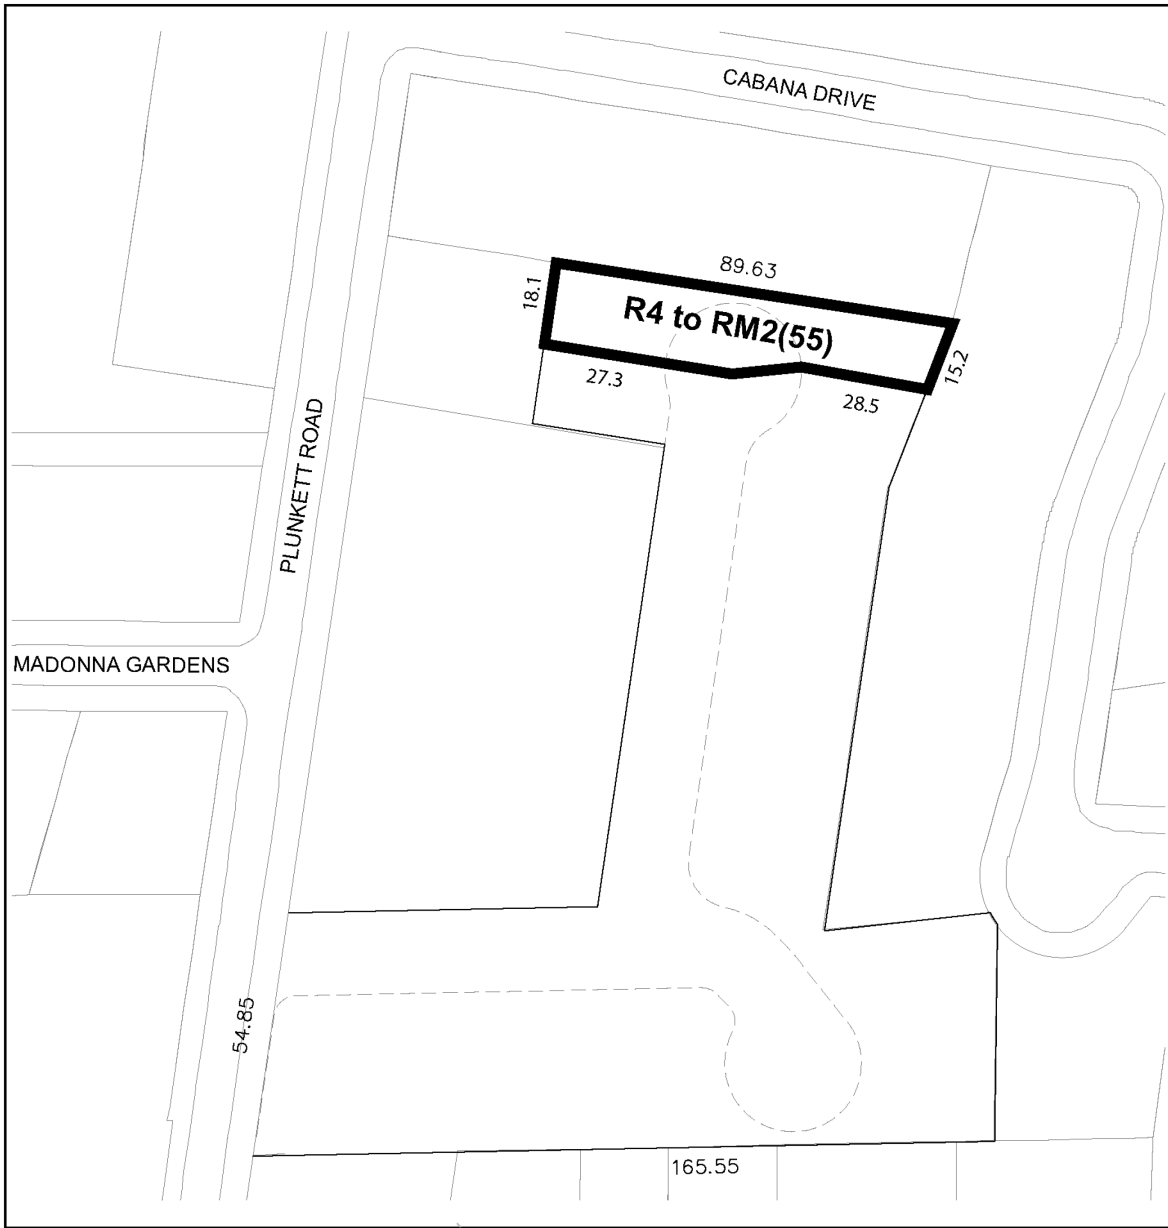 CABANA DRIVE
89.63
18.1
R4 to RM2(55)
15.2
27.3
28.5
PLUNKETT ROAD
MADONNA GARDENS
54.85
165.55